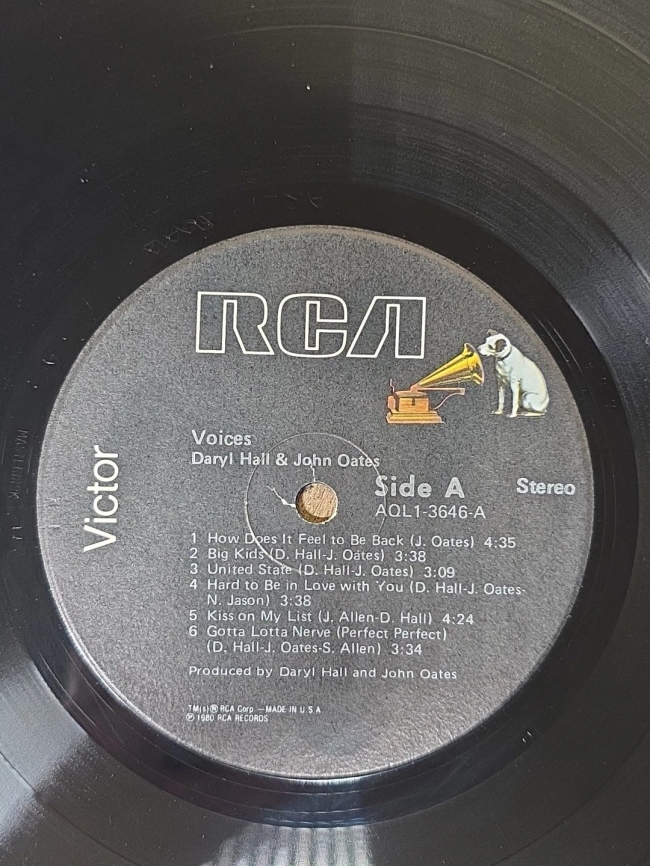 RCA
Victor
Voices
Daryl Hall & John Oates
Side A
Stereo
AQL1-3646-A
1 How Does It Feel to Be Back (J. Oates) 4:35
2 Big Kids (D. Hall-J. Oates) 3:38
3 United State (D. Hall-J. Oates) 3:09
4 Hard to Be in Love with You (D. Hall-J. Oates-
N. Jason) 3:38
5 Kiss on My List (J. Allen-D. Hall) 4:24
6 Gotta Lotta Nerve (Perfect Perfect)
(D. Hall-J. Oates-S. Allen) 3:34
Produced by Daryl Hall and John Oates
TM(s) ® RCA Corp —MADE IN U.S.A
℗ 1980 RCA RECORDS